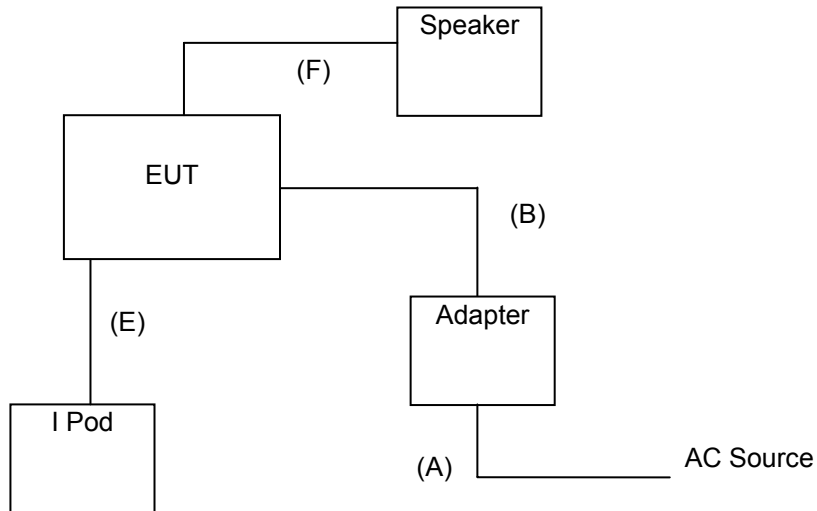 Speaker
(F)
EUT
(B)
Adapter
(E)
I Pod
(A)
AC Source